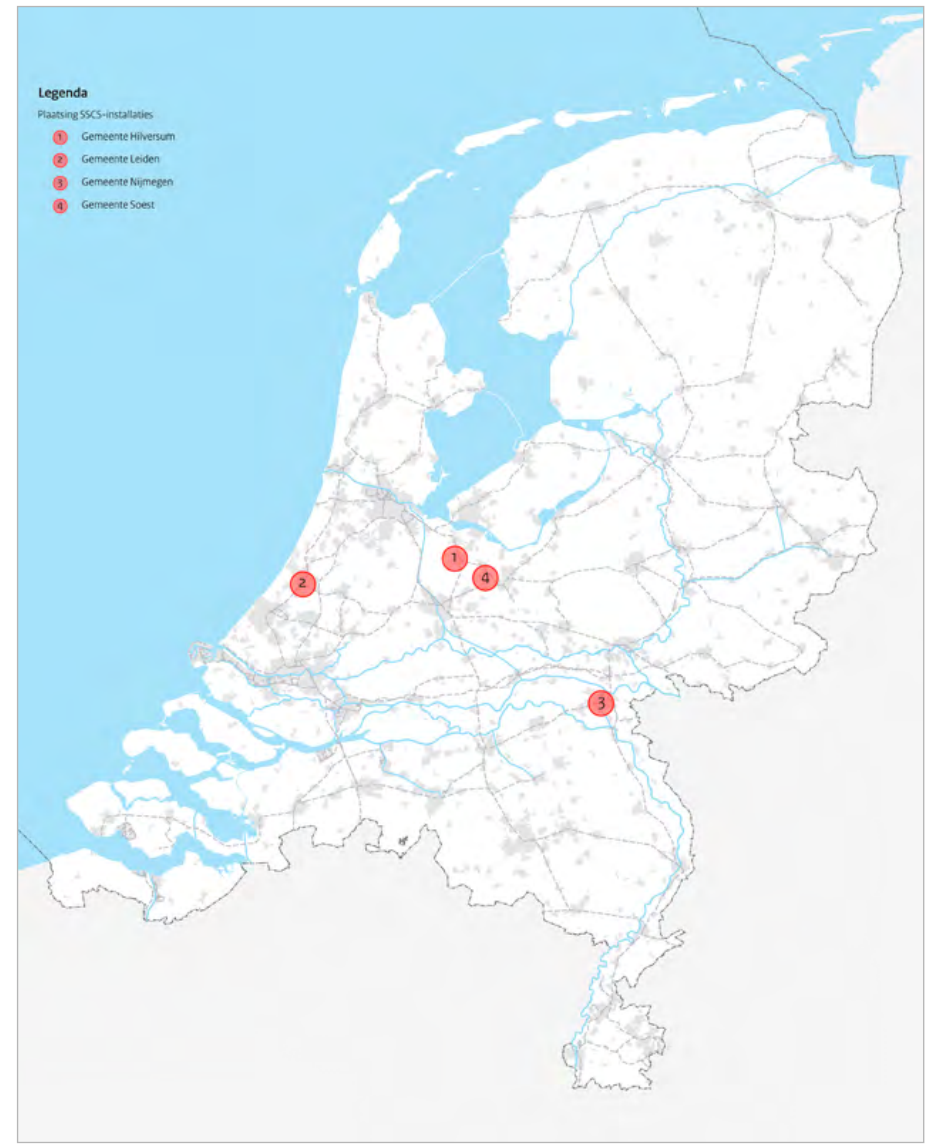 Legenda
Plaatsing SSCS-installaties
1 Gemeente Hilversum
2 Gemeente Leiden
3 Gemeente Nijmegen
4 Gemeente Soest
1
4
2
3